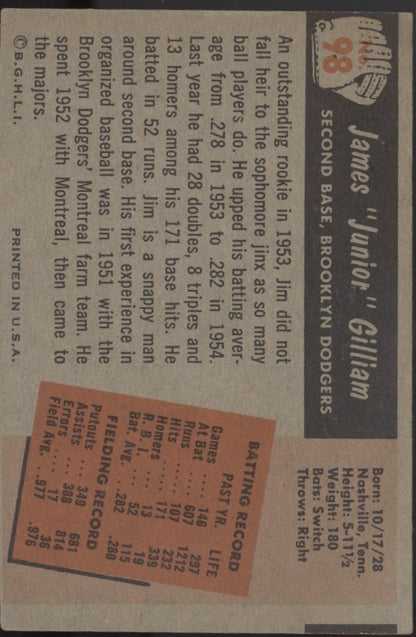 NO.
98
James "Junior" Gilliam
SECOND BASE, BROOKLYN DODGERS
Born: 10/17/28
Nashville, Tenn.
Height: 5-11½
Weight: 180
Bats: Switch
Throws: Right
An outstanding rookie in 1953, Jim did not
fall heir to the sophomore jinx as so many
ball players do. He upped his batting aver-
age from .278 in 1953 to .282 in 1954.
Last year he had 28 doubles, 8 triples and
13 homers among his 171 base hits. He
batted in 52 runs. Jim is a snappy man
around second base. His first experience in
organized baseball was in 1951 with the
Brooklyn Dodgers' Montreal farm team. He
spent 1952 with Montreal, then came to
the majors.
©B.G.H.L.I. PRINTED IN U.S.A.
BATTING RECORD
PAST YR. LIFE
Games ..... 146 297
At Bat .... 607 1212
Runs ...... 107 232
Hits ...... 171 339
Homers .... 13 19
R. B. I. .... 52 115
Bat. Avg. ... .282 .280
FIELDING RECORD
Putouts ... 349 681
Assists ... 388 814
Errors .... 17 36
Field Avg. .. .977 .976